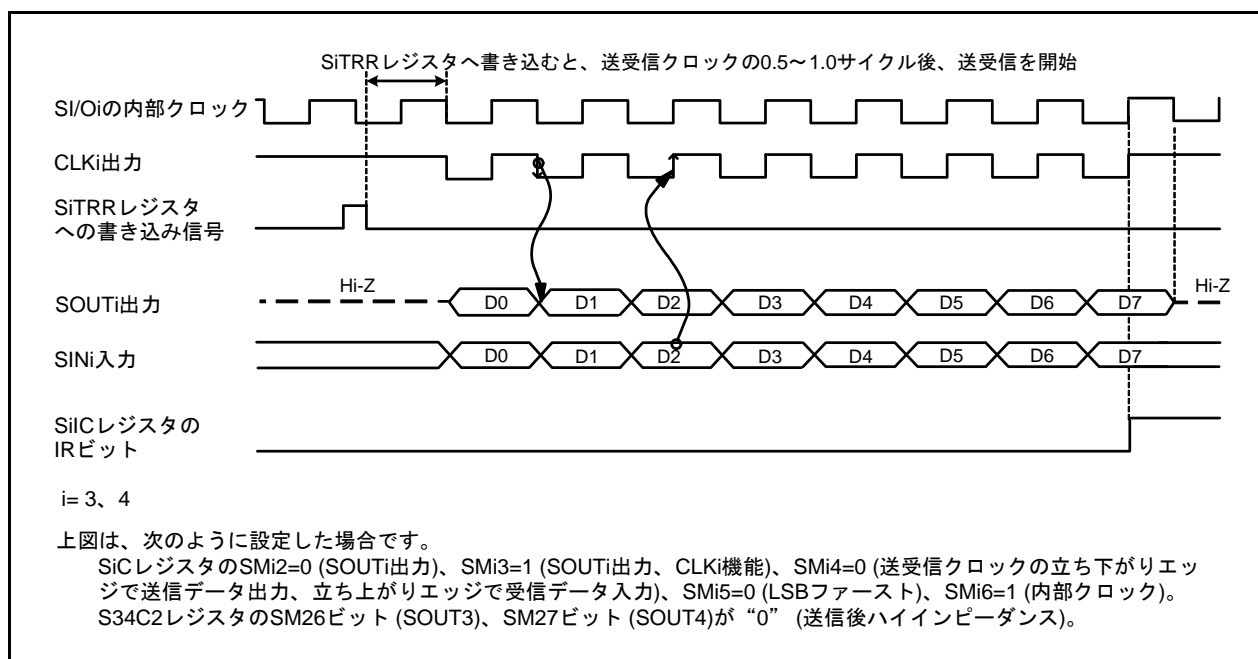 SiTRRレジスタへ書き込むと、送受信クロックの0.5～1.0サイクル後、送受信を開始
SI/Oiの内部クロック
CLKi出力
SiTRRレジスタ
への書き込み信号
Hi-Z
Hi-Z
SOUTi出力
D0 D1 D2 D3 D4 D5 D6 D7
SINi入力
D0 D1 D2 D3 D4 D5 D6 D7
SiICレジスタの
IRビット
i= 3、4
上図は、次のように設定した場合です。
SiCレジスタのSMi2=0 (SOUTi出力)、SMi3=1 (SOUTi出力、CLKi機能)、SMi4=0 (送受信クロックの立ち下がりエッ
ジで送信データ出力、立ち上がりエッジで受信データ入力)、SMi5=0 (LSBファースト)、SMi6=1 (内部クロック)。
S34C2レジスタのSM26ビット (SOUT3)、SM27ビット (SOUT4)が“0” (送信後ハイインピーダンス)。